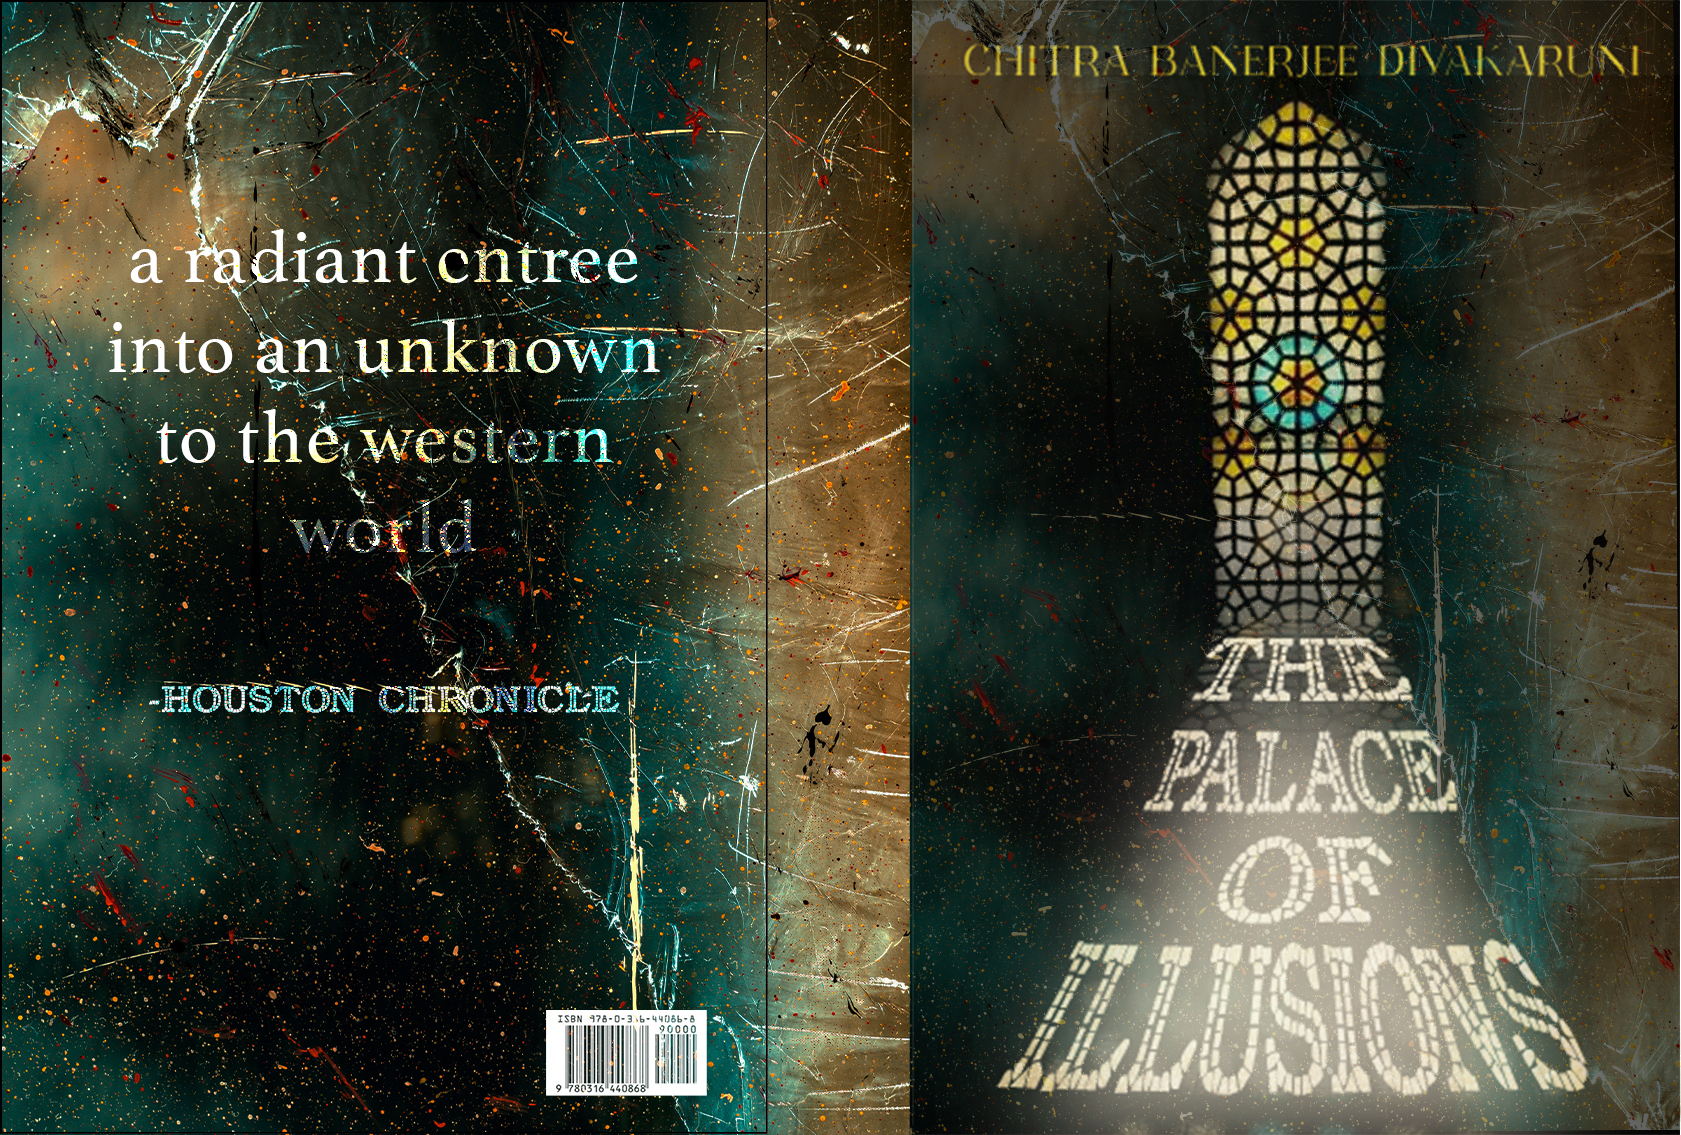 a radiant cntree
into an unknown
to the western
world
-HOUSTON CHRONICLE
ISBN 978-0-316-44086-8
90000
9 780316 440868
CHITRA BANERJEE DIVAKARUNI
THE
PALACE
OF
ILLUSIONS